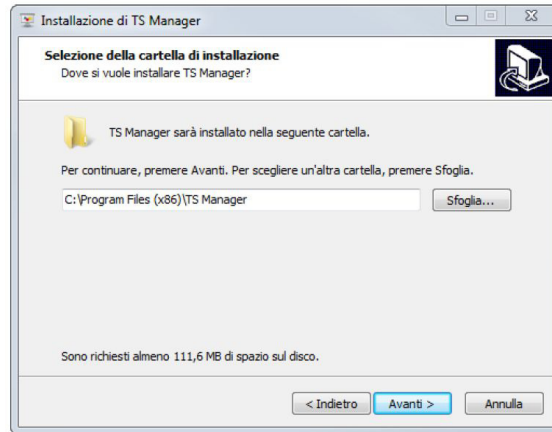 Installazione di TS Manager
Selezione della cartella di installazione
Dove si vuole installare TS Manager?
TS Manager sarà installato nella seguente cartella.
Per continuare, premere Avanti. Per scegliere un'altra cartella, premere Sfoglia.
C:\Program Files (x86)\TS Manager
Sfoglia...
Sono richiesti almeno 111,6 MB di spazio sul disco.
< Indietro
Avanti >
Annulla